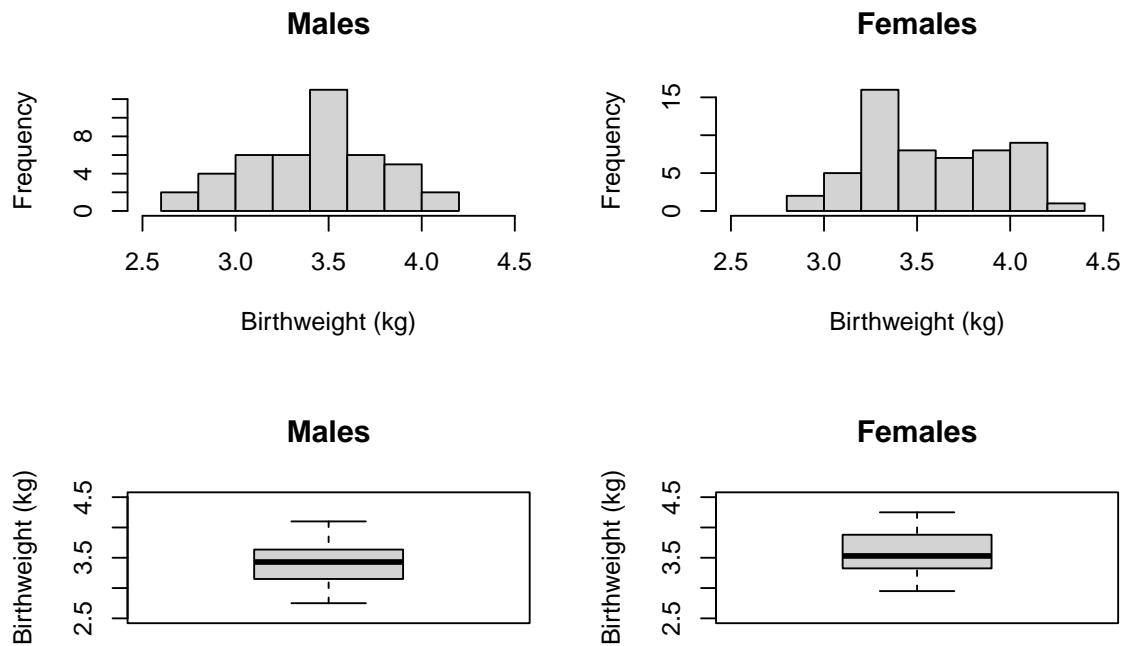 Males
Frequency
0 4 8
2.5 3.0 3.5 4.0 4.5
Birthweight (kg)
Females
Frequency
0 5 15
2.5 3.0 3.5 4.0 4.5
Birthweight (kg)
Males
Birthweight (kg)
2.5 3.5 4.5
Females
Birthweight (kg)
2.5 3.5 4.5